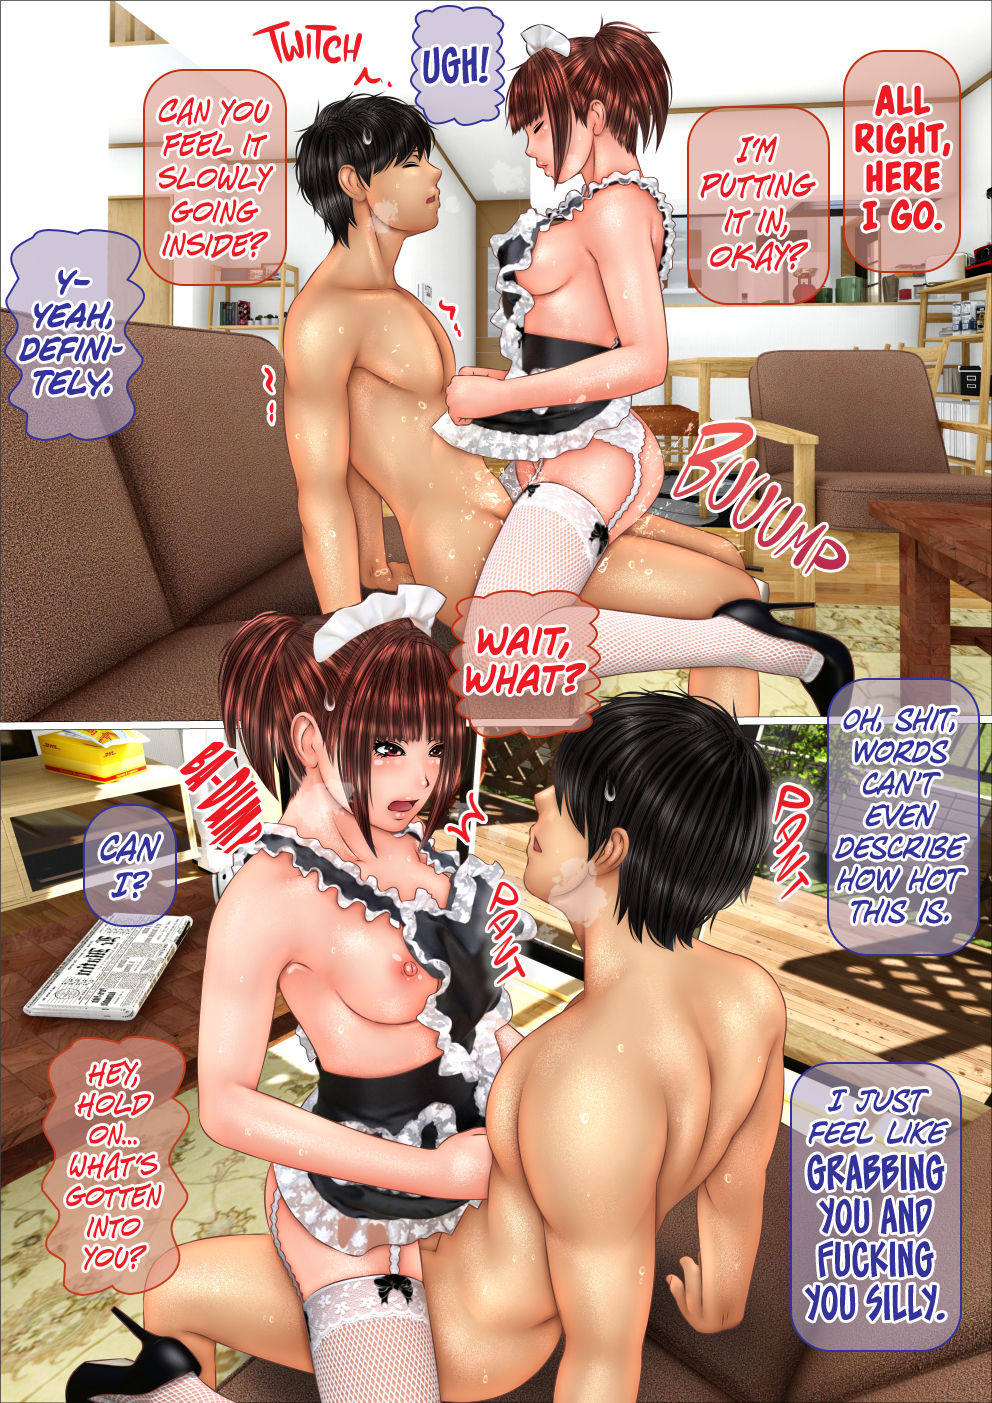 ALL
RIGHT,
HERE
I GO.
I'M
PUTTING
IT IN,
OKAY?
UGH!
TWITCH
CAN YOU
FEEL IT
SLOWLY
GOING
INSIDE?
Y-
YEAH,
DEFINI-
TELY.
BUUUMP
WAIT,
WHAT?
OH, SHIT,
WORDS
CAN'T
EVEN
DESCRIBE
HOW HOT
THIS IS.
PANT
BA-DUMP
PANT
CAN
I?
DHL
I JUST
FEEL LIKE
GRABBING
YOU AND
FUCKING
YOU SILLY.
HEY,
HOLD
ON...
WHAT'S
GOTTEN
INTO
YOU?